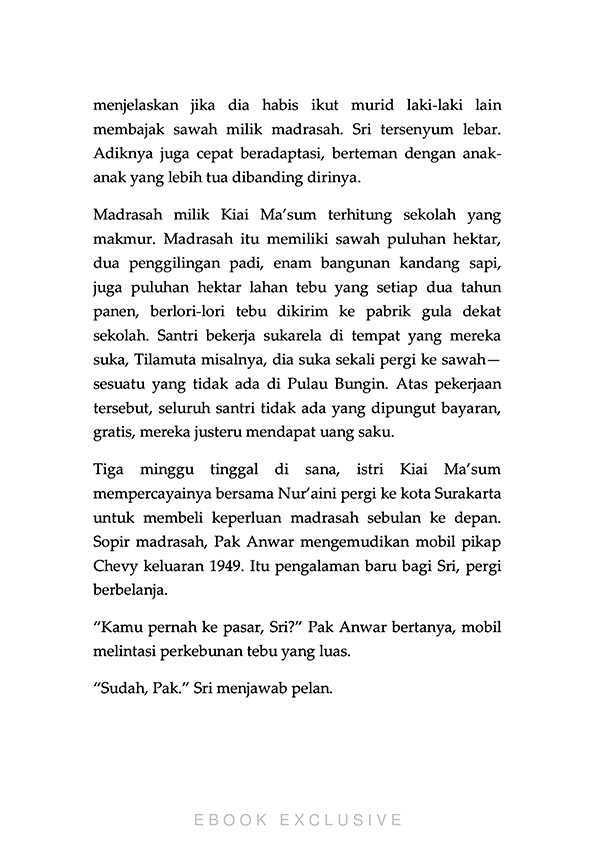 menjelaskan jika dia habis ikut murid laki-laki lain
membajak sawah milik madrasah. Sri tersenyum lebar.
Adiknya juga cepat beradaptasi, berteman dengan anak-
anak yang lebih tua dibanding dirinya.
Madrasah milik Kiai Ma’sum terhitung sekolah yang
makmur. Madrasah itu memiliki sawah puluhan hektar,
dua penggilingan padi, enam bangunan kandang sapi,
juga puluhan hektar lahan tebu yang setiap dua tahun
panen, berlori-lori tebu dikirim ke pabrik gula dekat
sekolah. Santri bekerja sukarela di tempat yang mereka
suka, Tilamuta misalnya, dia suka sekali pergi ke sawah—
sesuatu yang tidak ada di Pulau Bungin. Atas pekerjaan
tersebut, seluruh santri tidak ada yang dipungut bayaran,
gratis, mereka justeru mendapat uang saku.
Tiga minggu tinggal di sana, istri Kiai Ma’sum
mempercayainya bersama Nur’aini pergi ke kota Surakarta
untuk membeli keperluan madrasah sebulan ke depan.
Sopir madrasah, Pak Anwar mengemudikan mobil pikap
Chevy keluaran 1949. Itu pengalaman baru bagi Sri, pergi
berbelanja.
“Kamu pernah ke pasar, Sri?” Pak Anwar bertanya, mobil
melintasi perkebunan tebu yang luas.
“Sudah, Pak.” Sri menjawab pelan.
EBOOK EXCLUSIVE